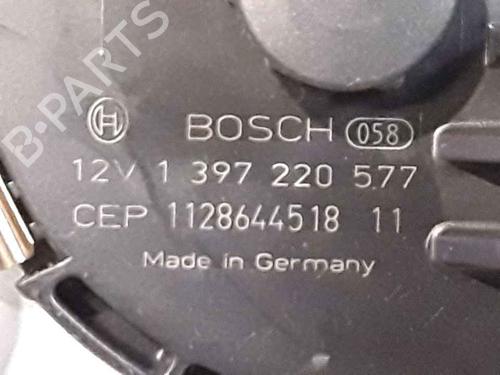 B-PARTS
BOSCH 058
12V 1 397 220 577
CEP 1128644518 11
Made in Germany